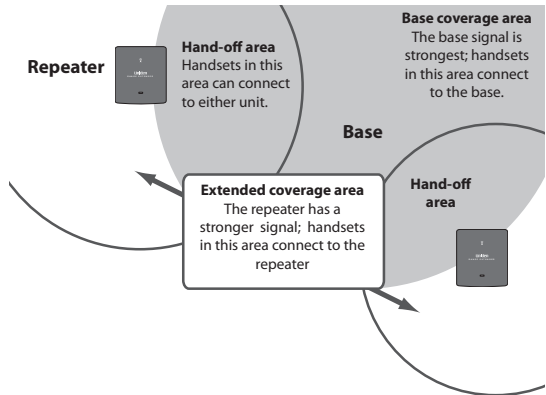 Repeater
Hand-off area
Handsets in this
area can connect
to either unit.
Base coverage area
The base signal is
strongest; handsets
in this area connect
to the base.
Base
Extended coverage area
The repeater has a
stronger signal; handsets
in this area connect to the
repeater
Hand-off
area